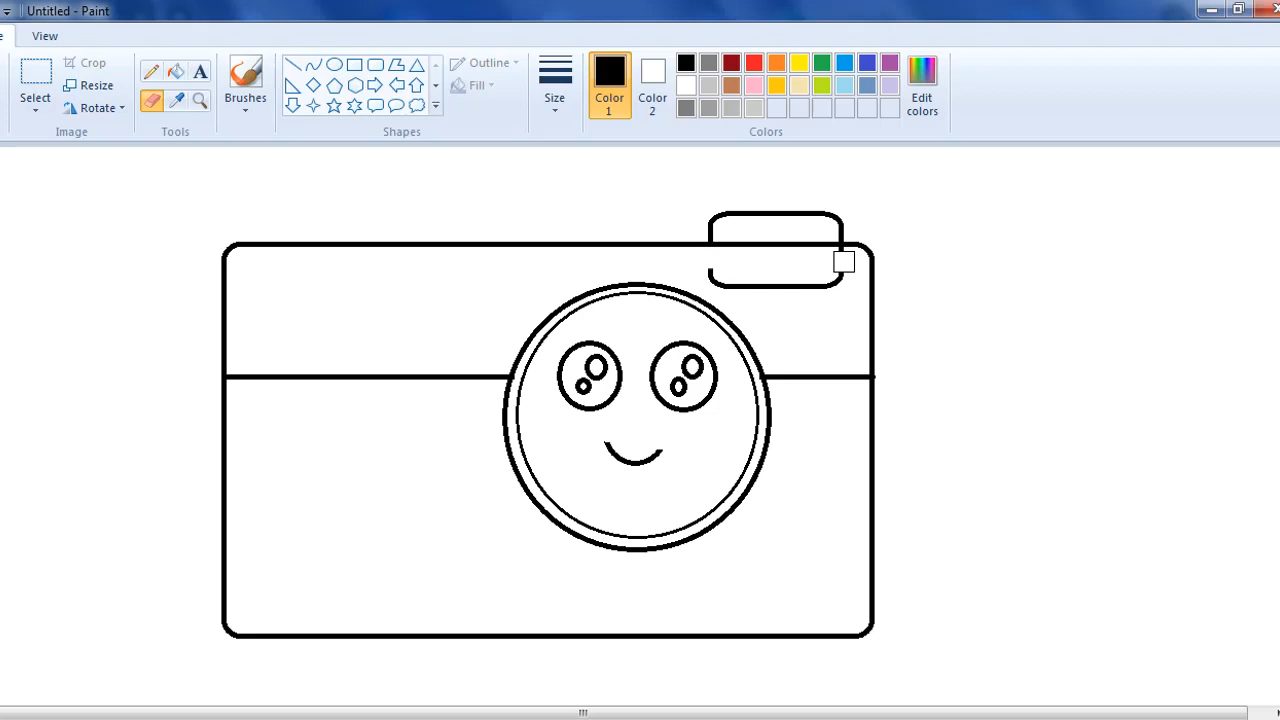 Untitled - Paint
e View
Select
Crop
Resize
Rotate
Image
A
Tools
Brushes
Outline
Fill
Shapes
Size
Color 1
Color 2
Edit colors
Colors